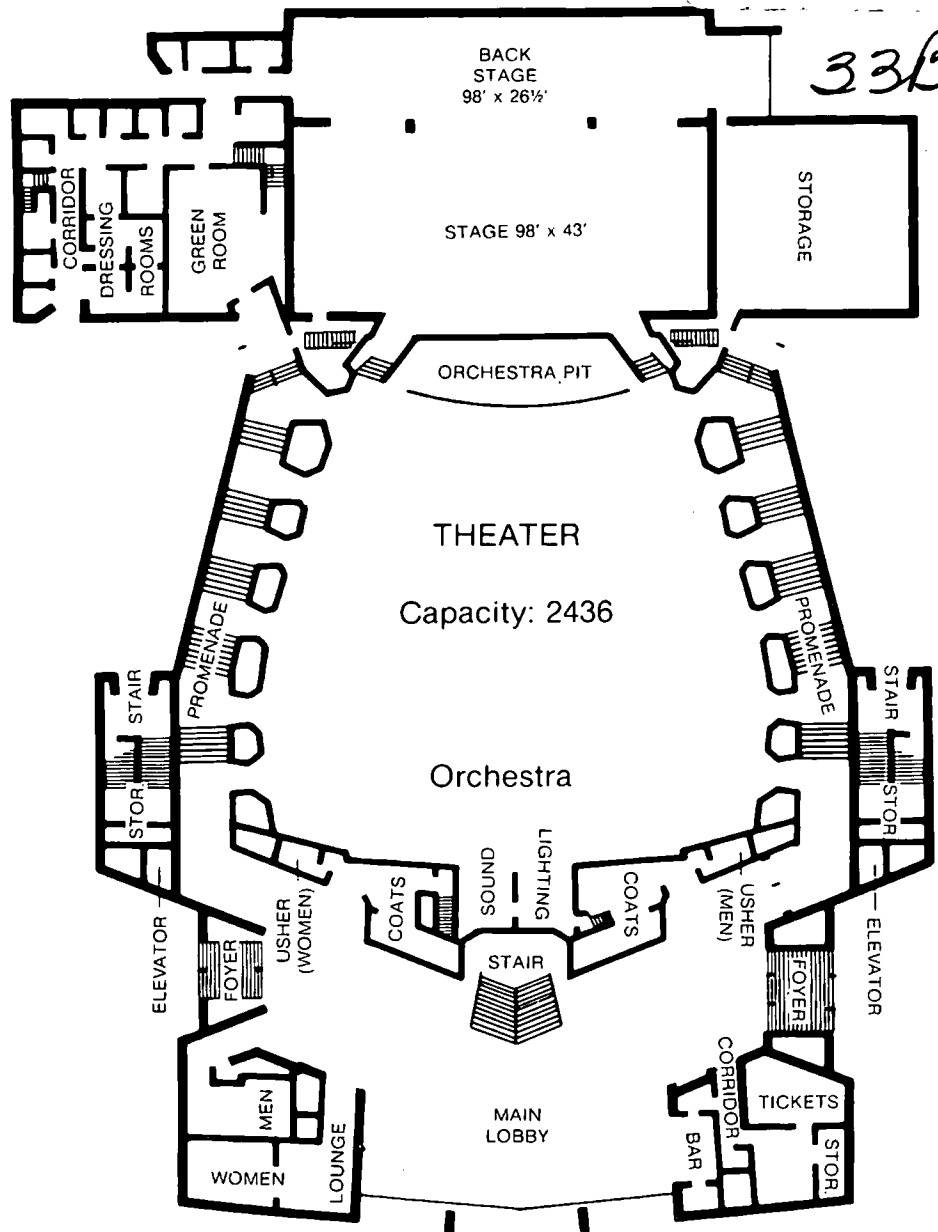 33B
BACK
STAGE
98' x 26½'
STAGE 98' x 43'
STORAGE
CORRIDOR
DRESSING
ROOMS
GREEN
ROOM
ORCHESTRA PIT
THEATER
Capacity: 2436
PROMENADE
PROMENADE
STAIR
STAIR
STOR.
STOR.
Orchestra
SOUND
LIGHTING
COATS
COATS
USHER
(WOMEN)
USHER
(MEN)
ELEVATOR
ELEVATOR
FOYER
FOYER
STAIR
MAIN
LOBBY
MEN
WOMEN
LOUNGE
CORRIDOR
BAR
TICKETS
STOR.